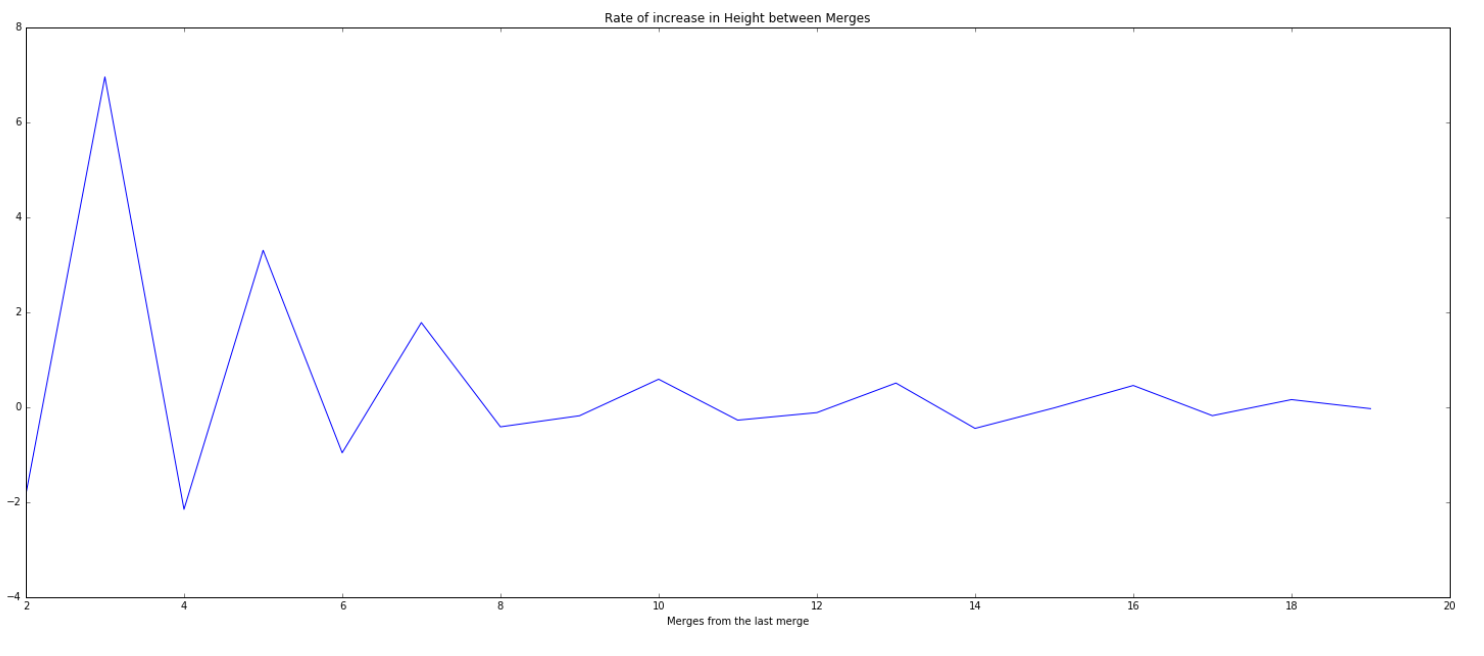 Rate of increase in Height between Merges
8
6
4
2
0
−2
−4
2 4 6 8 10 12 14 16 18 20
Merges from the last merge